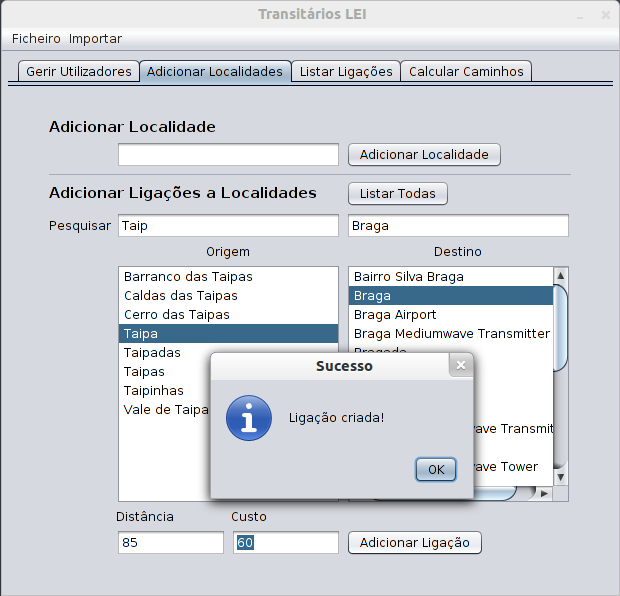 Transitários LEI
Ficheiro Importar
Gerir Utilizadores Adicionar Localidades Listar Ligações Calcular Caminhos
Adicionar Localidade
Adicionar Localidade
Adicionar Ligações a Localidades Listar Todas
Pesquisar Taip Braga
Origem Destino
Barranco das Taipas
Caldas das Taipas
Cerro das Taipas
Taipa
Taipadas
Taipas
Taipinhas
Vale de Taipa
Bairro Silva Braga
Braga
Braga Airport
Braga Mediumwave Transmitter
ave Transmit
ave Tower
Sucesso
Ligação criada!
OK
Distância Custo
85 60 Adicionar Ligação